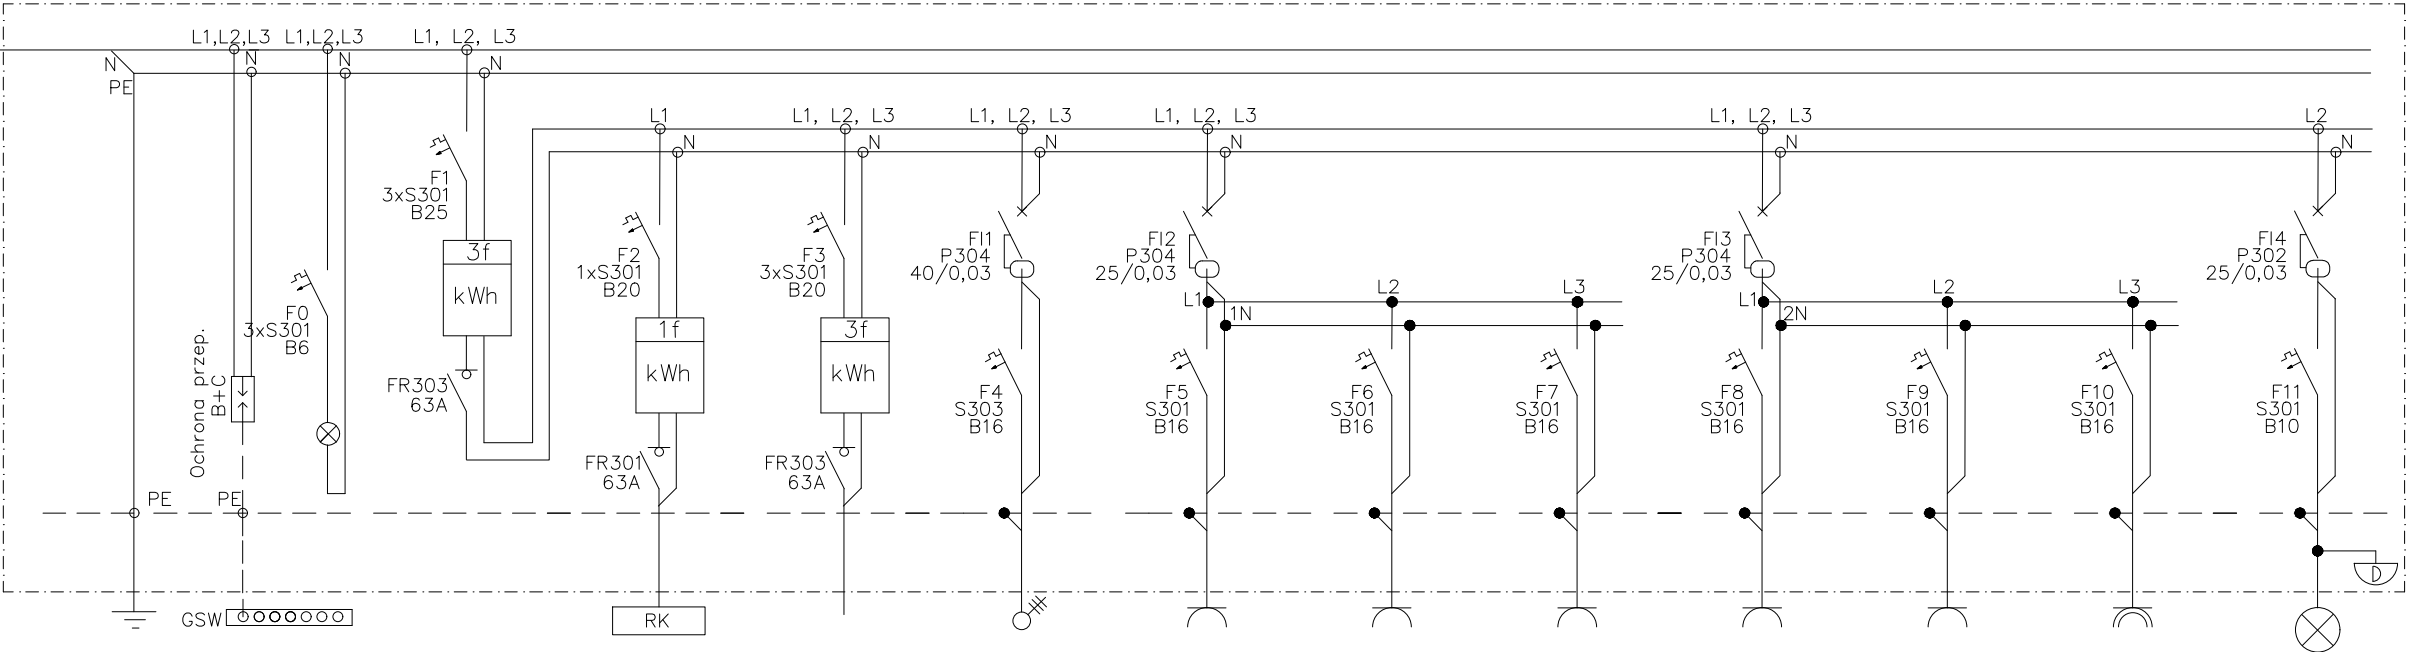 L1,L2,L3
L1,L2,L3
L1, L2, L3
N
N
N
N
PE
L1
L1, L2, L3
L1, L2, L3
L1, L2, L3
L1, L2, L3
L2
N
N
N
N
N
N
F1
3xS301
B25
3f
kWh
FR303
63A
F0
3xS301
B6
Ochrona przep.
B+C
F2
1xS301
B20
1f
kWh
FR301
63A
F3
3xS301
B20
3f
kWh
FR303
63A
FI1
P304
40/0,03
FI2
P304
25/0,03
FI3
P304
25/0,03
FI4
P302
25/0,03
L1
L2
L3
1N
L1
L2
L3
2N
F4
S303
B16
F5
S301
B16
F6
S301
B16
F7
S301
B16
F8
S301
B16
F9
S301
B16
F10
S301
B16
F11
S301
B10
PE
PE
D
GSW
RK